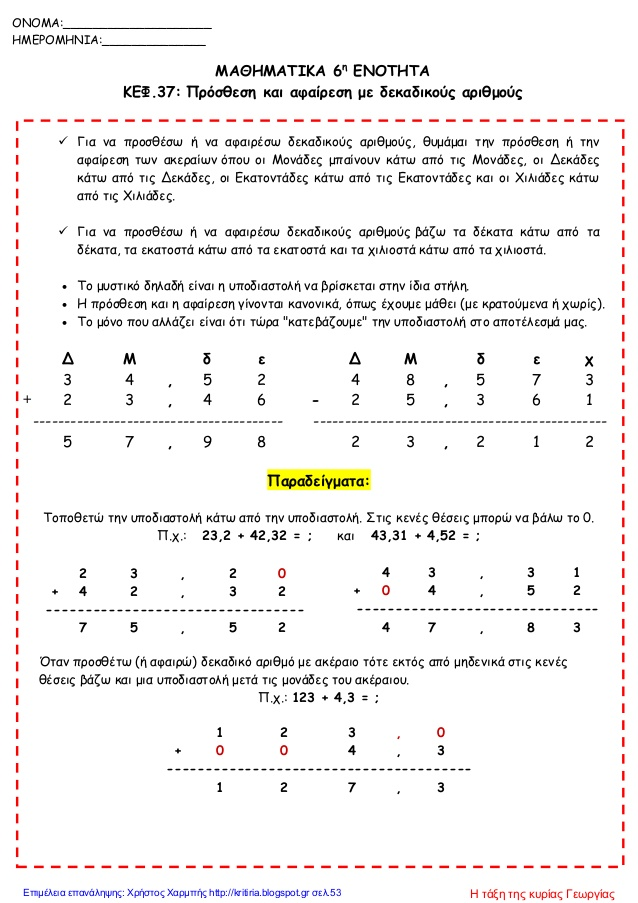 ΟΝΟΜΑ:____________________
ΗΜΕΡΟΜΗΝΙΑ:______________
ΜΑΘΗΜΑΤΙΚΑ 6η ΕΝΟΤΗΤΑ
ΚΕΦ.37: Πρόσθεση και αφαίρεση με δεκαδικούς αριθμούς
✓ Για να προσθέσω ή να αφαιρέσω δεκαδικούς αριθμούς, θυμάμαι την πρόσθεση ή την
αφαίρεση των ακεραίων όπου οι Μονάδες μπαίνουν κάτω από τις Μονάδες, οι Δεκάδες
κάτω από τις Δεκάδες, οι Εκατοντάδες κάτω από τις Εκατοντάδες και οι Χιλιάδες κάτω
από τις Χιλιάδες.
✓ Για να προσθέσω ή να αφαιρέσω δεκαδικούς αριθμούς βάζω τα δέκατα κάτω από τα
δέκατα, τα εκατοστά κάτω από τα εκατοστά και τα χιλιοστά κάτω από τα χιλιοστά.
• Το μυστικό δηλαδή είναι η υποδιαστολή να βρίσκεται στην ίδια στήλη.
• Η πρόσθεση και η αφαίρεση γίνονται κανονικά, όπως έχουμε μάθει (με κρατούμενα ή χωρίς).
• Το μόνο που αλλάζει είναι ότι τώρα "κατεβάζουμε" την υποδιαστολή στο αποτέλεσμά μας.
Δ Μ δ ε Δ Μ δ ε χ
3 4 , 5 2 4 8 , 5 7 3
+ 2 3 , 4 6 - 2 5 , 3 6 1
5 7 , 9 8 2 3 , 2 1 2
Παραδείγματα:
Τοποθετώ την υποδιαστολή κάτω από την υποδιαστολή. Στις κενές θέσεις μπορώ να βάλω το 0.
Π.χ.: 23,2 + 42,32 = ; και 43,31 + 4,52 = ;
2 3 , 2 0 4 3 , 3 1
+ 4 2 , 3 2 + 0 4 , 5 2
7 5 , 5 2 4 7 , 8 3
Όταν προσθέτω (ή αφαιρώ) δεκαδικό αριθμό με ακέραιο τότε εκτός από μηδενικά στις κενές
θέσεις βάζω και μια υποδιαστολή μετά τις μονάδες του ακεραίου.
Π.χ.: 123 + 4,3 = ;
1 2 3 , 0
+ 0 0 4 , 3
1 2 7 , 3
Επιμέλεια επανάληψης: Χρήστος Χαρμπής http://kritiria.blogspot.gr σελ.53 Η τάξη της κυρίας Γεωργίας